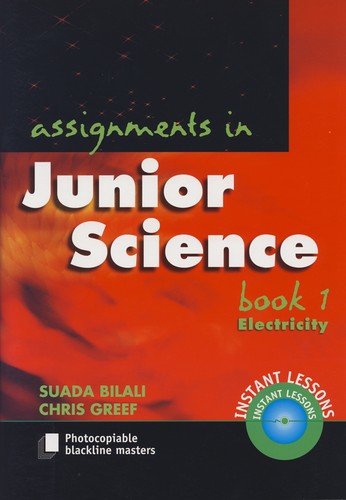 assignments in
Junior
Science
book 1
Electricity
SUADA BILALI
CHRIS GREEF
INSTANT LESSONS
INSTANT LESSONS
Photocopiable
blackline masters